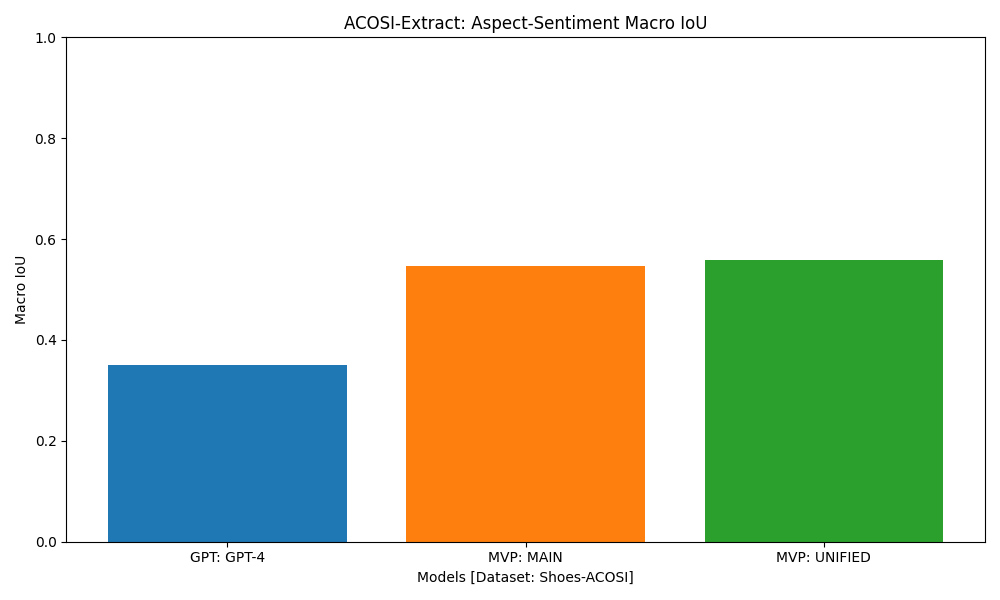 ACOSI-Extract: Aspect-Sentiment Macro IoU
1.0
0.8
0.6
0.4
0.2
0.0
Macro IoU
GPT: GPT-4
MVP: MAIN
MVP: UNIFIED
Models [Dataset: Shoes-ACOSI]